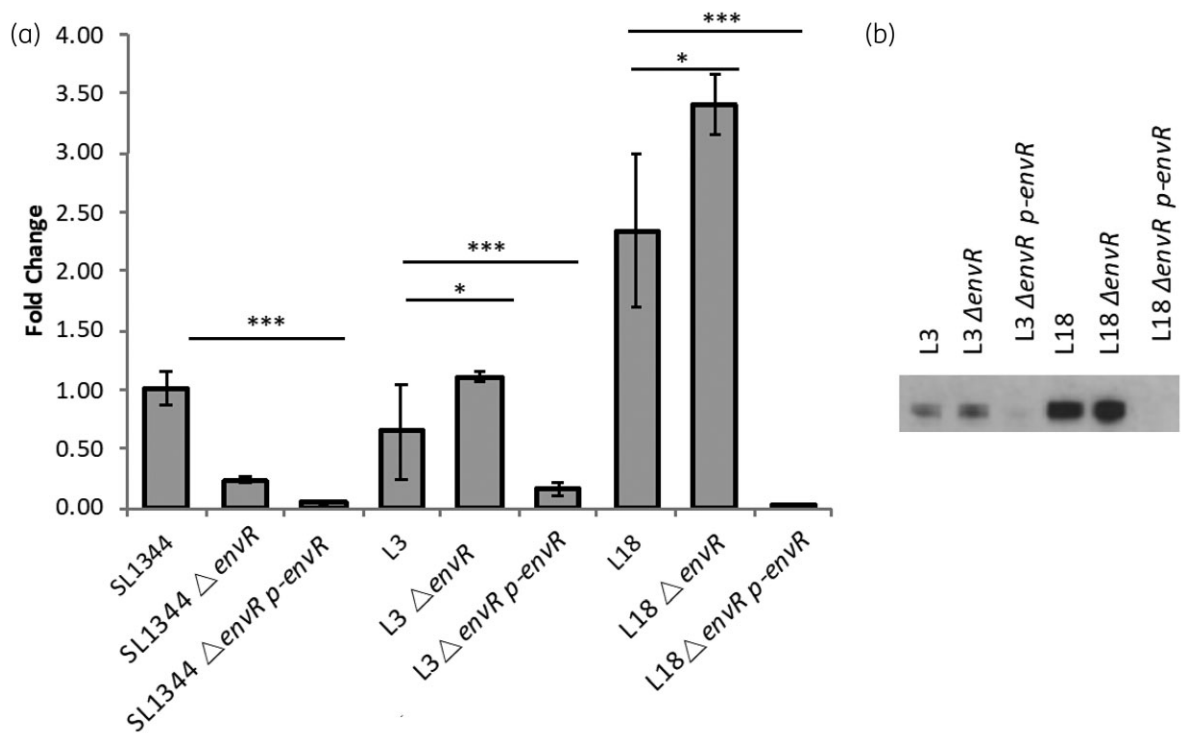 (a)
Fold Change
4.00
3.50
3.00
2.50
2.00
1.50
1.00
0.50
0.00
***
*
***
*
***
SL1344
SL1344 △envR
SL1344 △envR p-envR
L3
L3 △envR
L3△envR p-envR
L18
L18 △envR
L18△envR p-envR
(b)
L3
L3 ΔenvR
L3 ΔenvR p-envR
L18
L18 ΔenvR
L18 ΔenvR p-envR